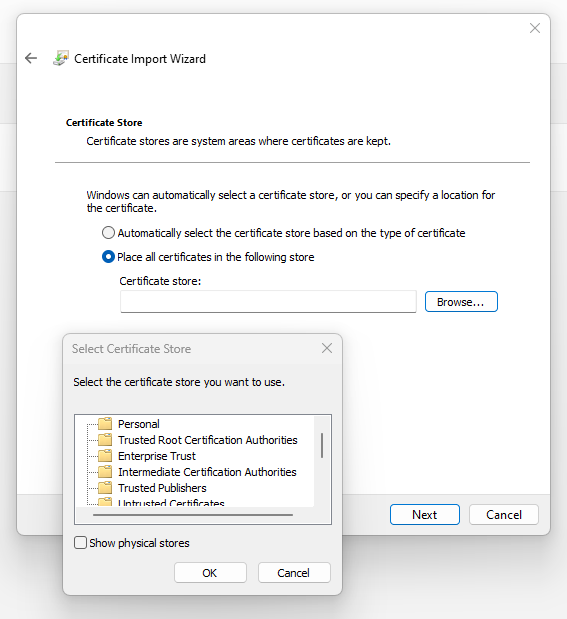 Certificate Import Wizard
Certificate Store
Certificate stores are system areas where certificates are kept.
Windows can automatically select a certificate store, or you can specify a location for
the certificate.
Automatically select the certificate store based on the type of certificate
Place all certificates in the following store
Certificate store:
Browse...
Select Certificate Store
Select the certificate store you want to use.
Personal
Trusted Root Certification Authorities
Enterprise Trust
Intermediate Certification Authorities
Trusted Publishers
Untrusted Certificates
Show physical stores
OK
Cancel
Next
Cancel